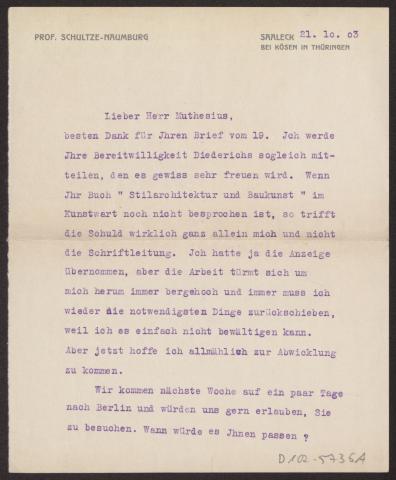 PROF. SCHULTZE-NAUMBURG
SAALECK 21. 10. 03
BEI KÖSEN IN THÜRINGEN
Lieber Herr Muthesius,
besten Dank für Jhren Brief vom 19. Jch werde
Jhre Bereitwilligkeit Diederichs sogleich mit-
teilen, den es gewiss sehr freuen wird. Wenn
Jhr Buch " Stilarchitektur und Baukunst " im
Kunstwart noch nicht besprochen ist, so trifft
die Schuld wirklich ganz allein mich und nicht
die Schriftleitung. Jch hatte ja die Anzeige
übernommen, aber die Arbeit türmt sich um
mich herum immer bergehoch und immer muss ich
wieder die notwendigsten Dinge zurückschieben,
weil ich es einfach nicht bewältigen kann.
Aber jetzt hoffe ich allmählich zur Abwicklung
zu kommen.
Wir kommen nächste Woche auf ein paar Tage
nach Berlin und würden uns gern erlauben, Sie
zu besuchen. Wann würde es Jhnen passen ?
D 102-5736A